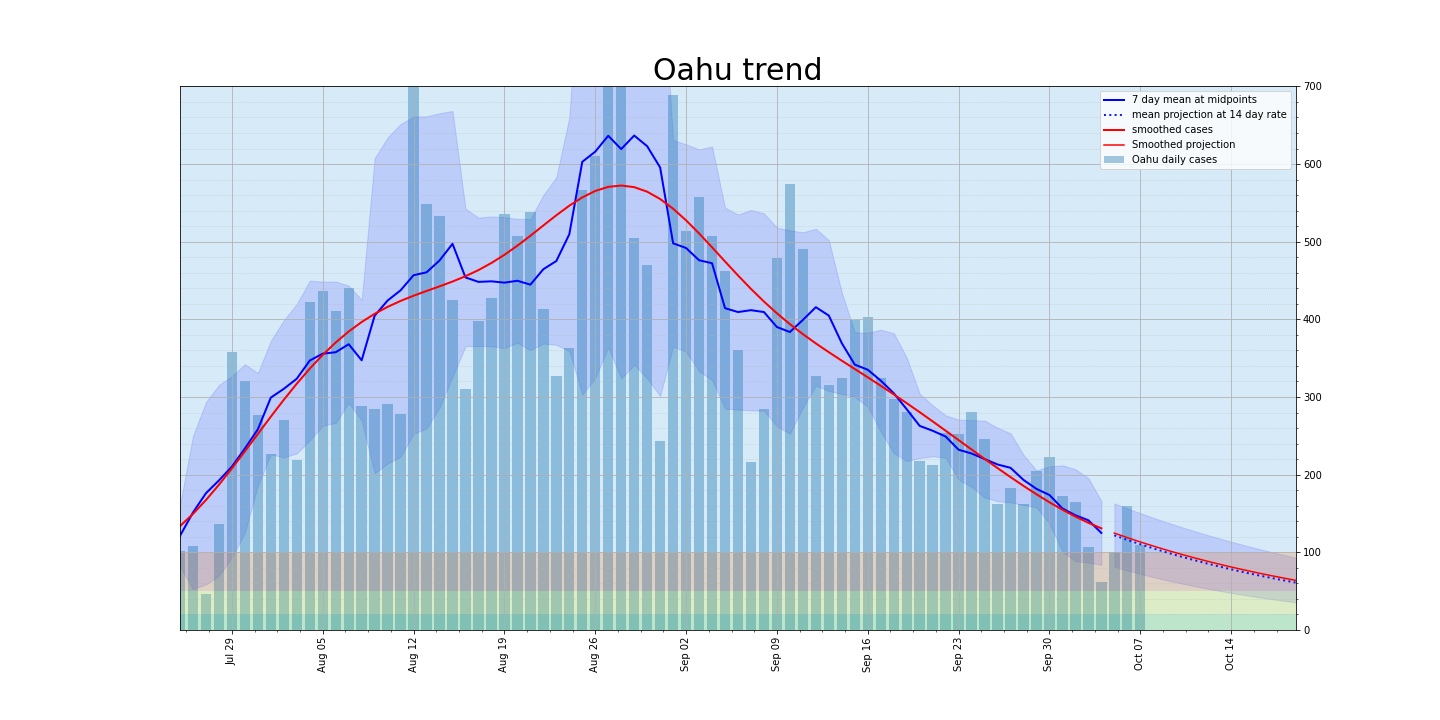 Oahu trend
7 day mean at midpoints
mean projection at 14 day rate
smoothed cases
Smoothed projection
Oahu daily cases
700
600
500
400
300
200
100
0
Jul 29
Aug 05
Aug 12
Aug 19
Aug 26
Sep 02
Sep 09
Sep 16
Sep 23
Sep 30
Oct 07
Oct 14